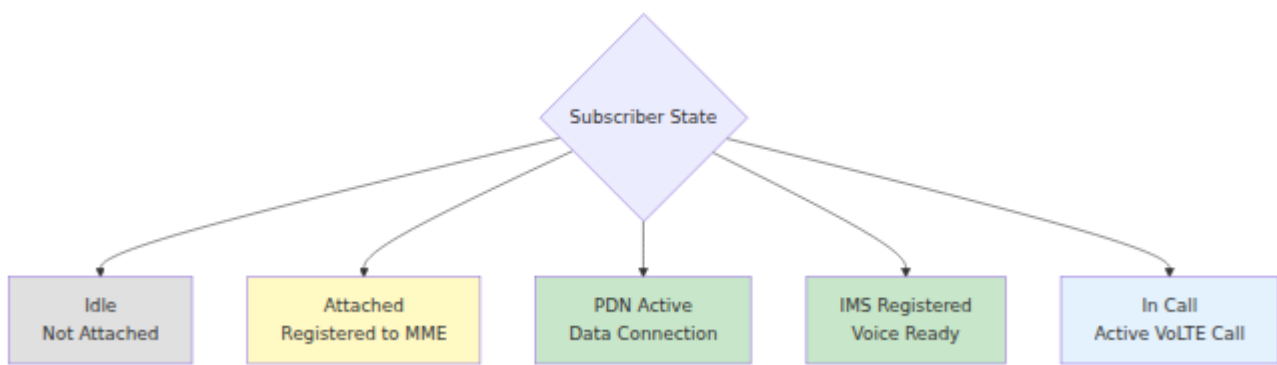 Subscriber State
Idle
Not Attached
Attached
Registered to MME
PDN Active
Data Connection
IMS Registered
Voice Ready
In Call
Active VoLTE Call